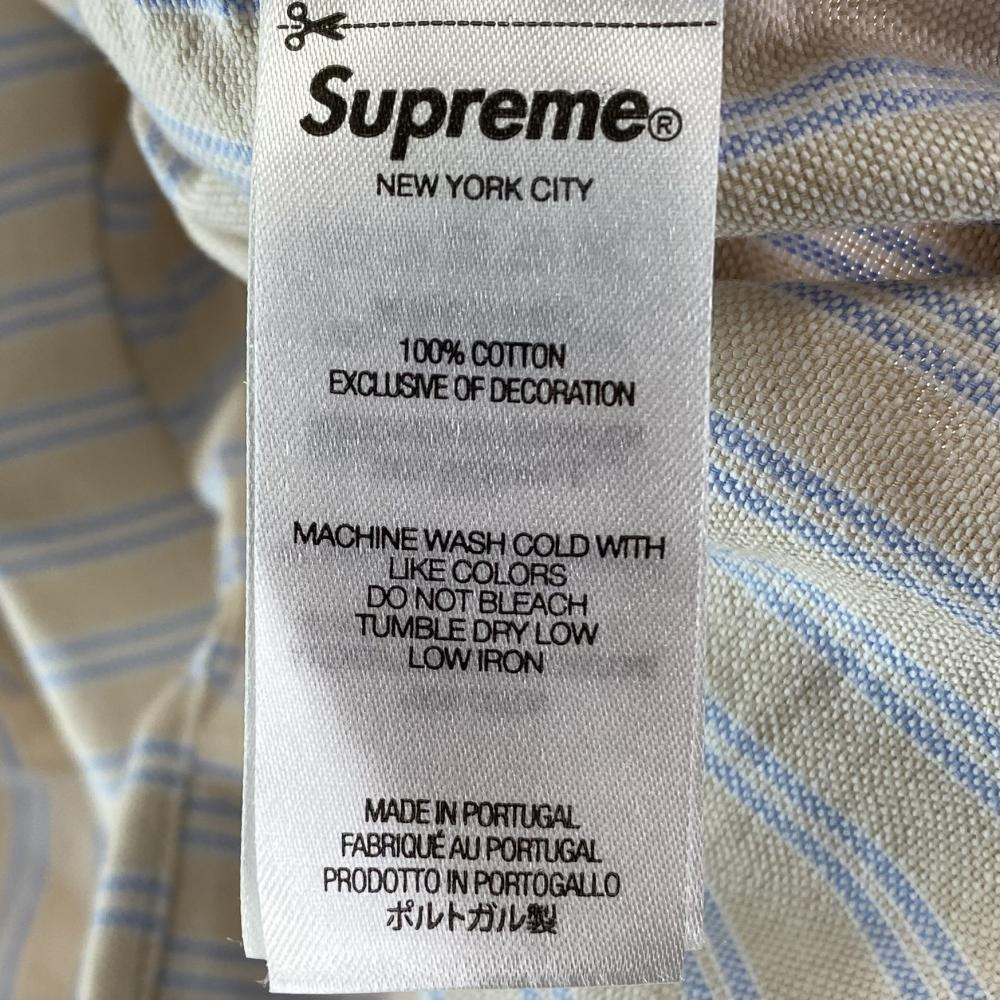 Supreme®
NEW YORK CITY
100% COTTON
EXCLUSIVE OF DECORATION
MACHINE WASH COLD WITH
LIKE COLORS
DO NOT BLEACH
TUMBLE DRY LOW
LOW IRON
MADE IN PORTUGAL
FABRIQUÉ AU PORTUGAL
PRODOTTO IN PORTOGALLO
ポルトガル製